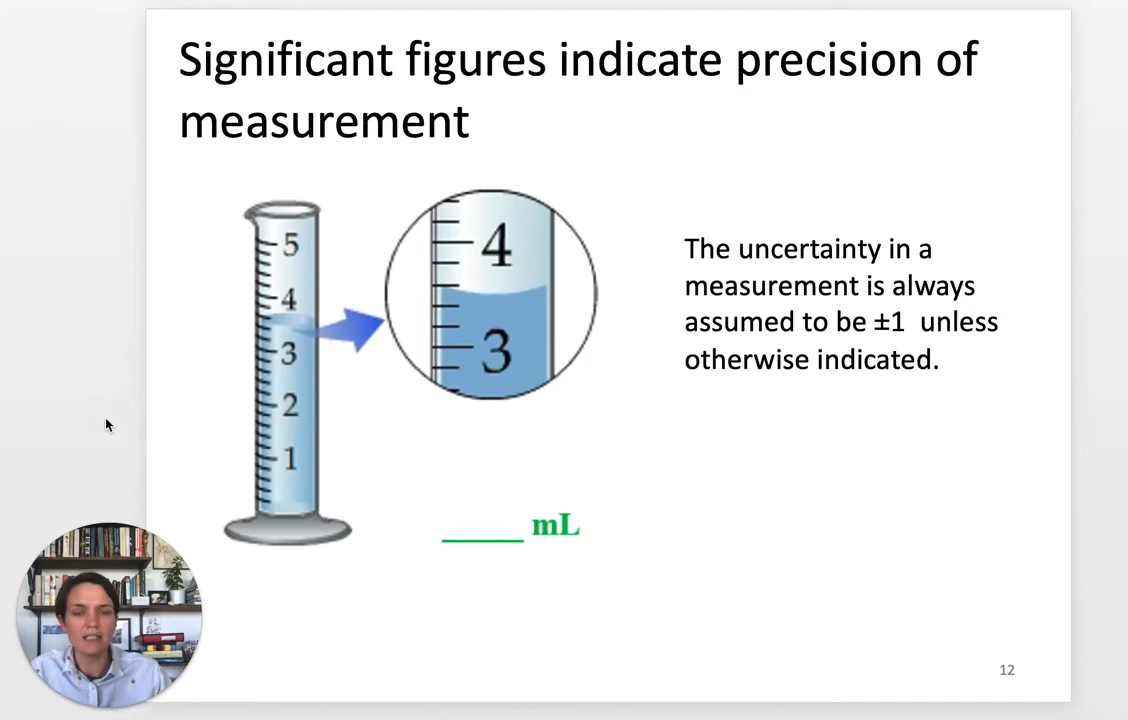 Significant figures indicate precision of
measurement
5
4
3
2
1
4
3
The uncertainty in a
measurement is always
assumed to be ±1 unless
otherwise indicated.
_____ mL
12